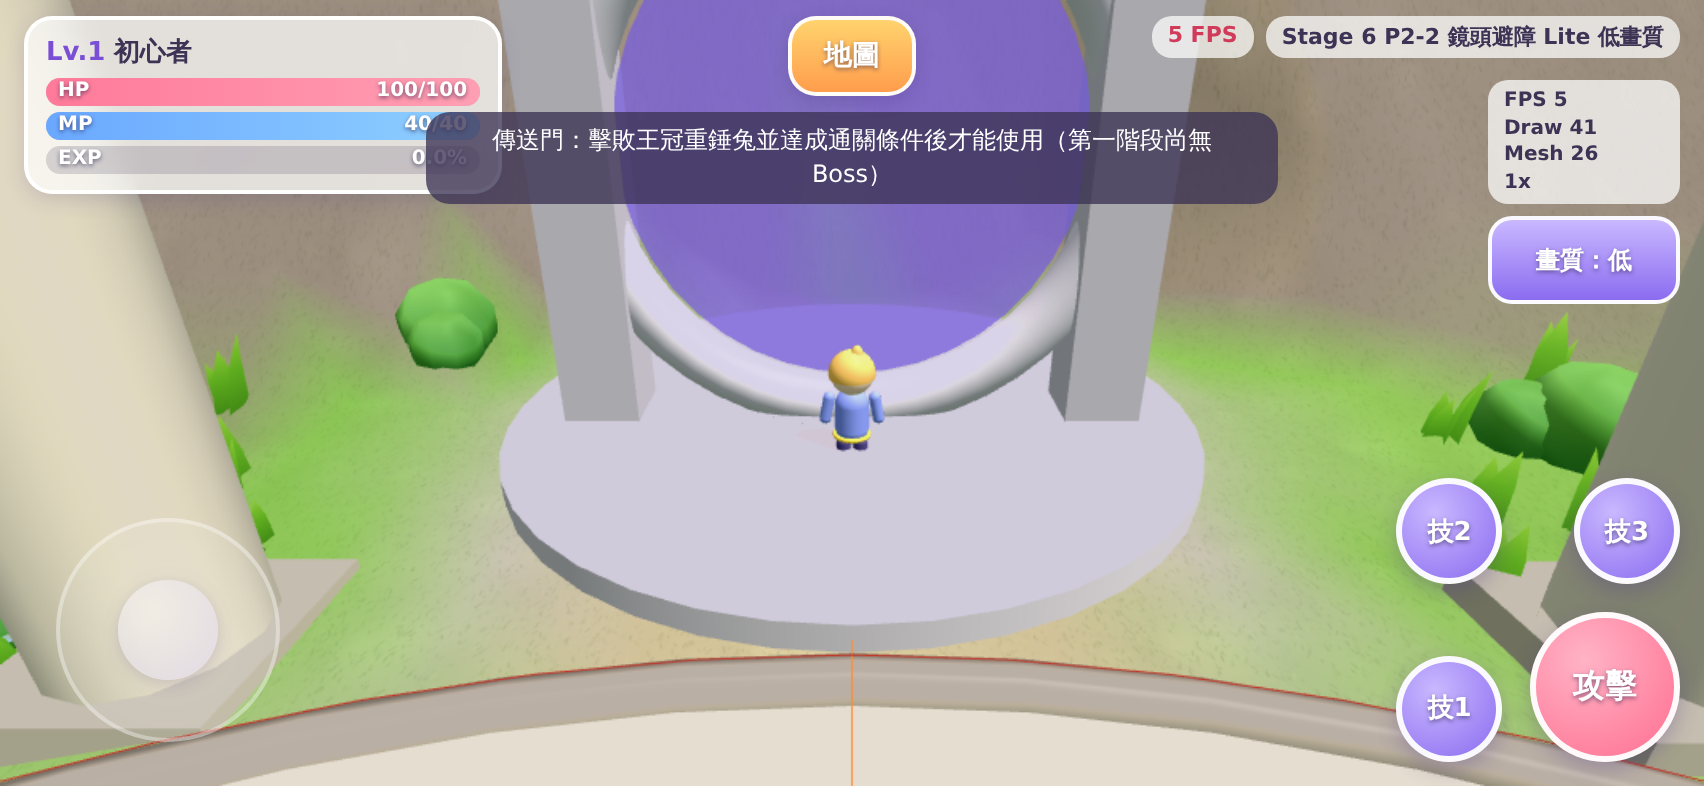 Lv.1 初心者
HP 100/100
MP 40/40
EXP 0.0%
地圖
5 FPS
Stage 6 P2-2 鏡頭避障 Lite 低畫質
傳送門：擊敗王冠重錘兔並達成通關條件後才能使用（第一階段尚無
Boss）
FPS 5
Draw 41
Mesh 26
1x
畫質：低
技2
技3
技1
攻擊